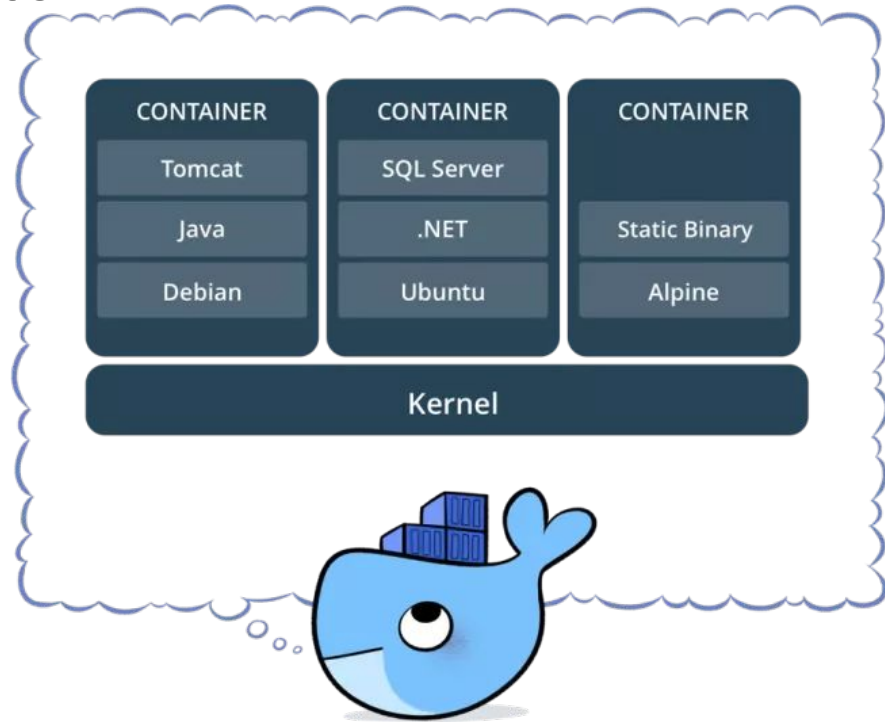 CONTAINER
Tomcat
Java
Debian
CONTAINER
SQL Server
.NET
Ubuntu
CONTAINER
Static Binary
Alpine
Kernel